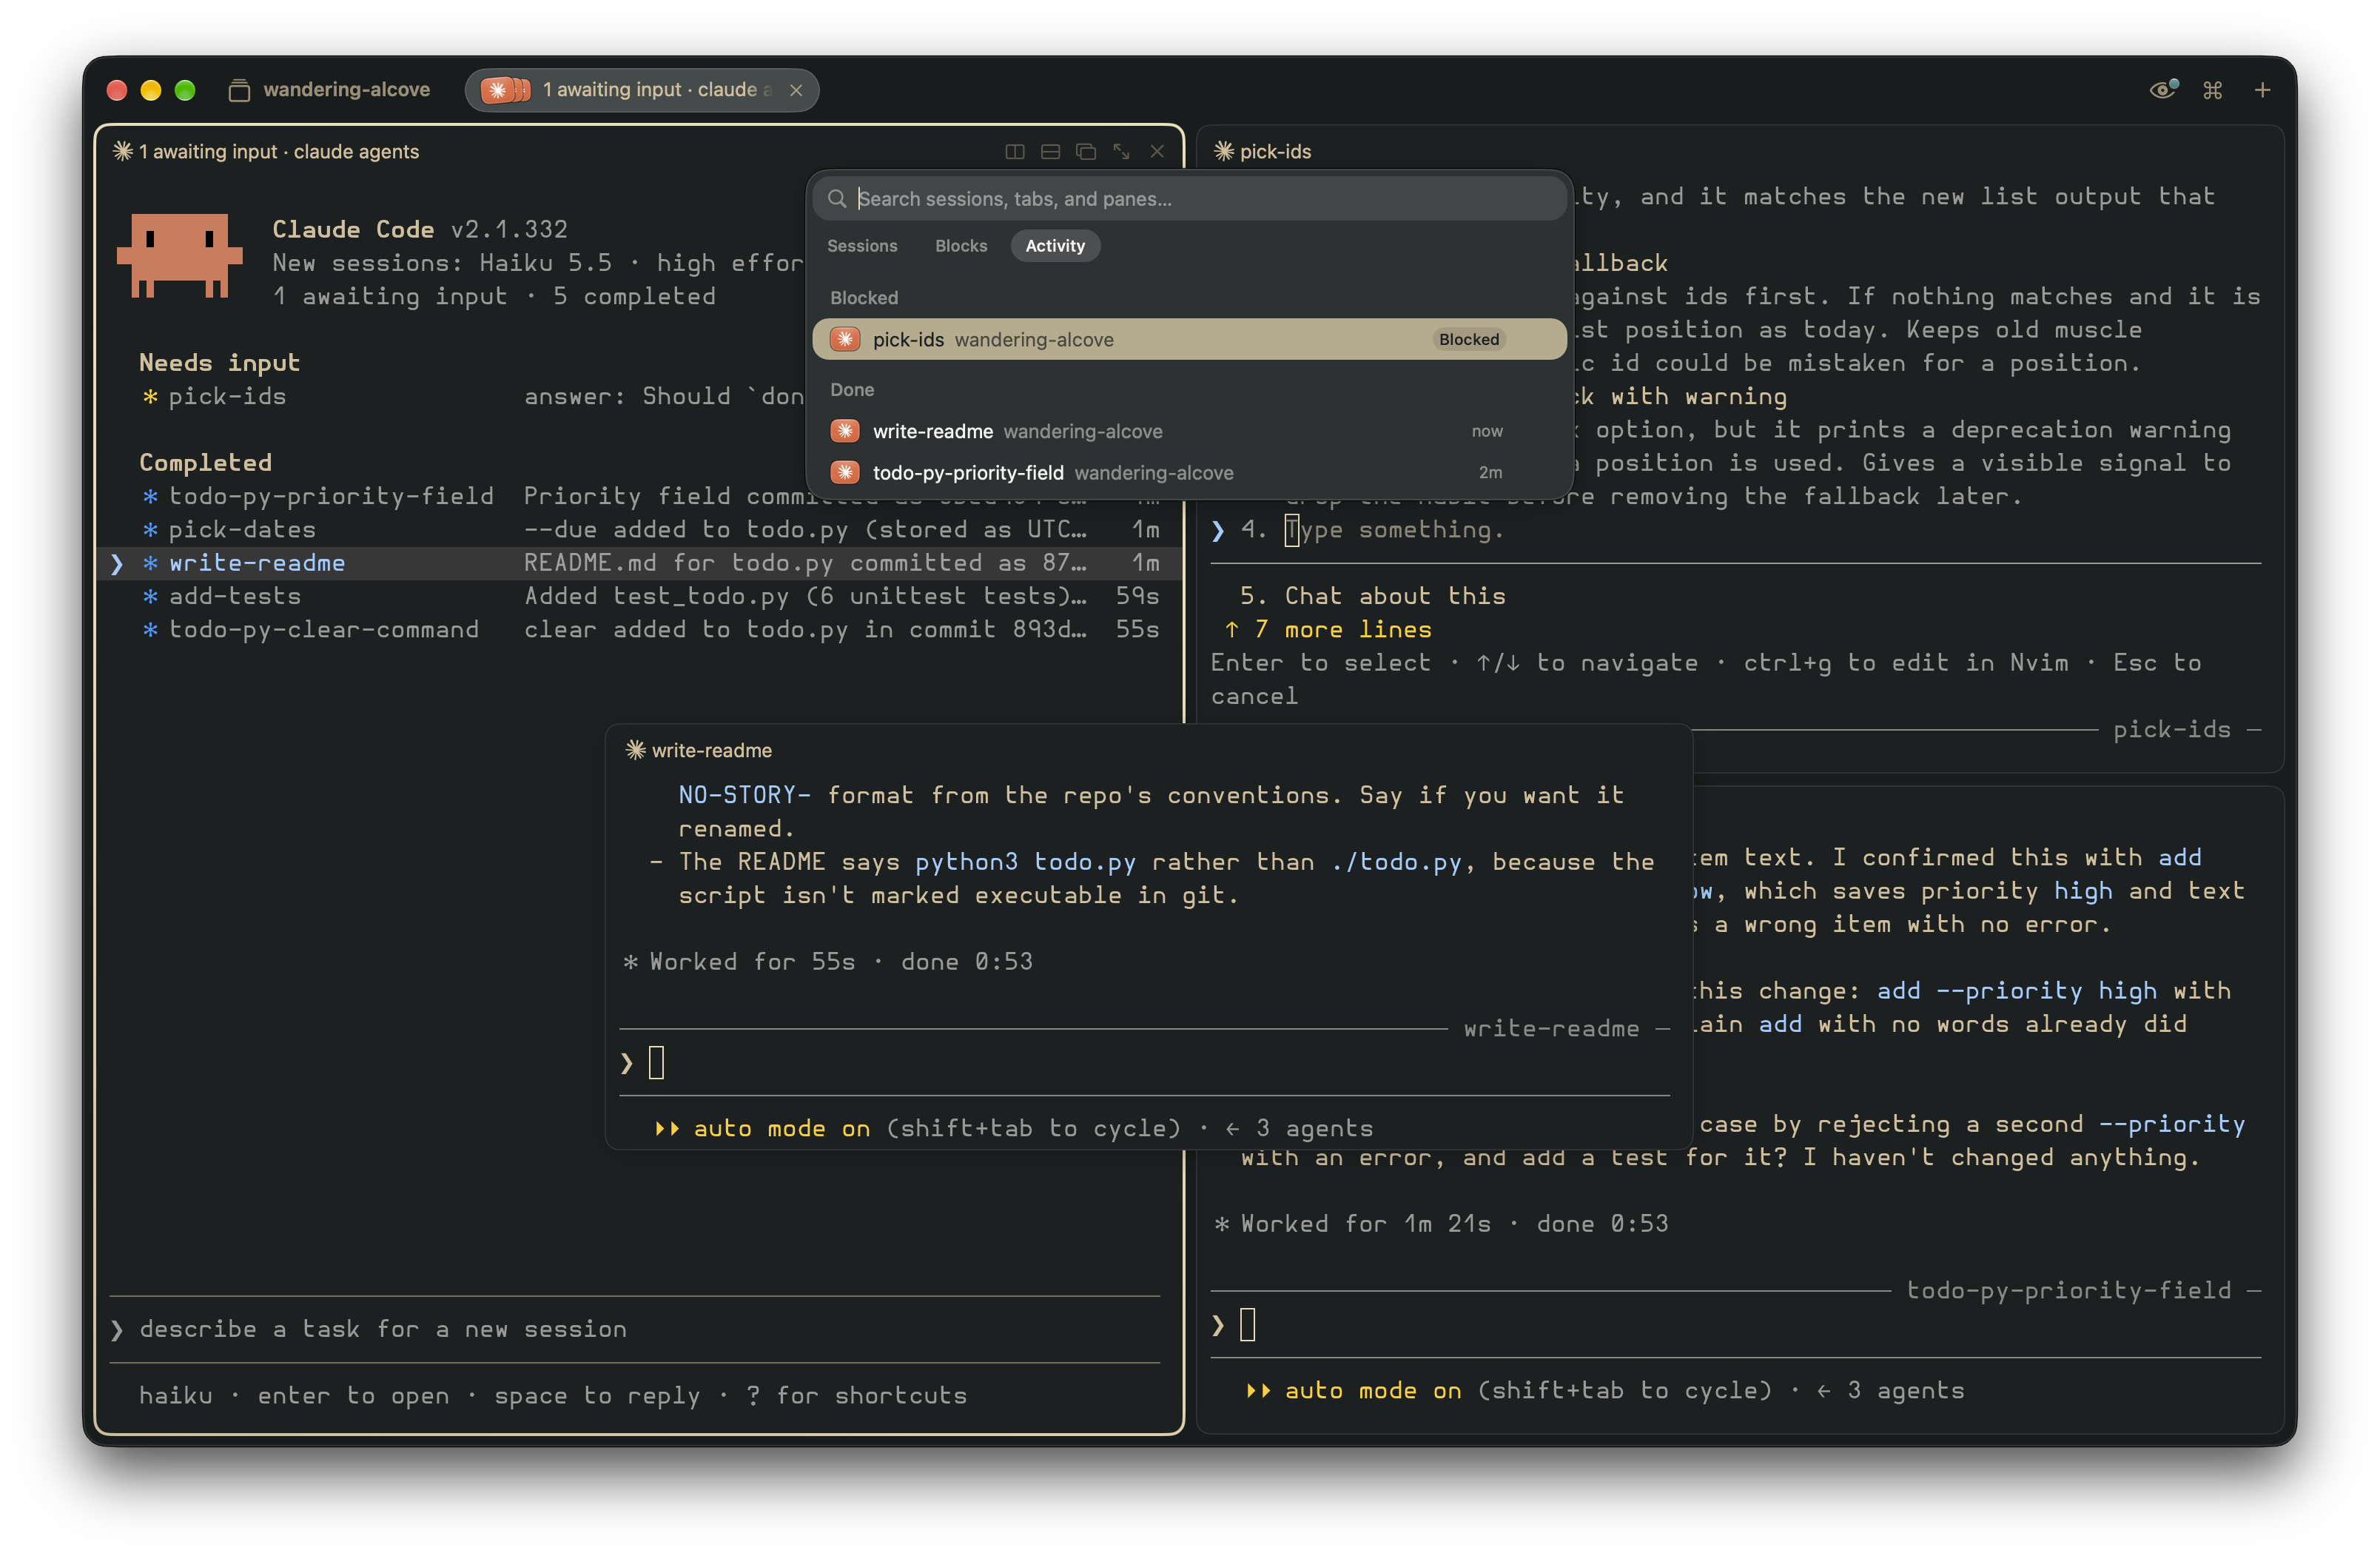 wandering-alcove
1 awaiting input · claude
1 awaiting input · claude agents
Claude Code v2.1.332
New sessions: Haiku 5.5 · high effor
1 awaiting input · 5 completed
Needs input
* pick-ids answer: Should `don
Completed
* todo-py-priority-field Priority field
* pick-dates --due added to todo.py (stored as UTC… 1m
❯ * write-readme README.md for todo.py committed as 87… 1m
* add-tests Added test_todo.py (6 unittest tests)… 59s
* todo-py-clear-command clear added to todo.py in commit 893d… 55s
❯ describe a task for a new session
haiku · enter to open · space to reply · ? for shortcuts
Search sessions, tabs, and panes...
Sessions Blocks Activity
Blocked
pick-ids wandering-alcove Blocked
Done
write-readme wandering-alcove now
todo-py-priority-field wandering-alcove 2m
pick-ids
ty, and it matches the new list output that
allback
against ids first. If nothing matches and it is
st position as today. Keeps old muscle
c id could be mistaken for a position.
ck with warning
option, but it prints a deprecation warning
a position is used. Gives a visible signal to
drop the habit before removing the fallback later.
❯ 4. Type something.
5. Chat about this
↑ 7 more lines
Enter to select · ↑/↓ to navigate · ctrl+g to edit in Nvim · Esc to
cancel
pick-ids
write-readme
NO-STORY- format from the repo's conventions. Say if you want it
renamed.
- The README says python3 todo.py rather than ./todo.py, because the
script isn't marked executable in git.
* Worked for 55s · done 0:53
write-readme
❯
auto mode on (shift+tab to cycle) · ← 3 agents
em text. I confirmed this with add
ow, which saves priority high and text
s a wrong item with no error.
this change: add --priority high with
ain add with no words already did
case by rejecting a second --priority
with an error, and add a test for it? I haven't changed anything.
* Worked for 1m 21s · done 0:53
todo-py-priority-field
❯
auto mode on (shift+tab to cycle) · ← 3 agents